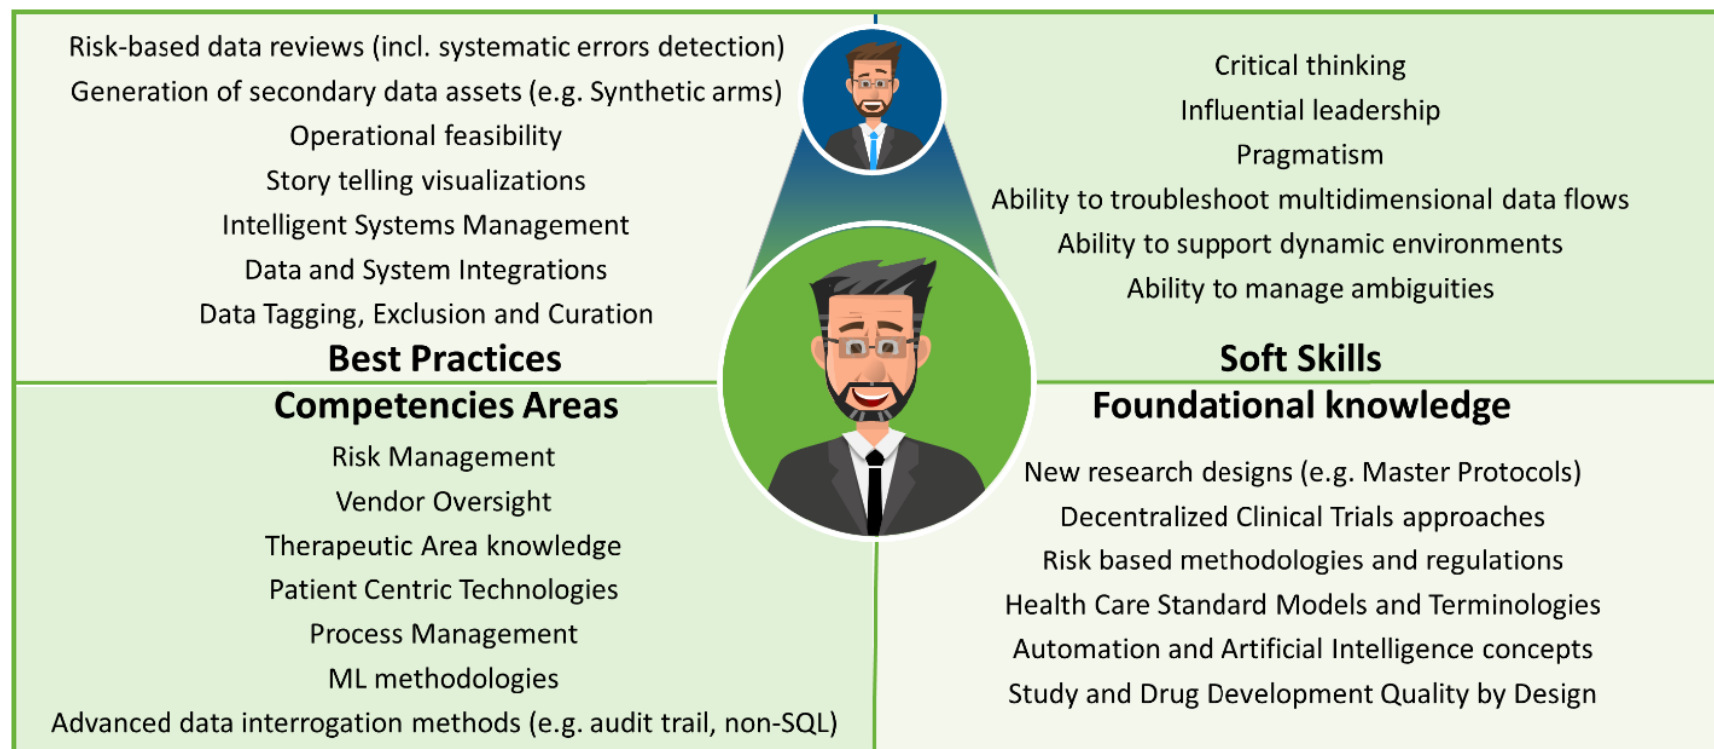 Risk-based data reviews (incl. systematic errors detection)
Generation of secondary data assets (e.g. Synthetic arms)
Operational feasibility
Story telling visualizations
Intelligent Systems Management
Data and System Integrations
Data Tagging, Exclusion and Curation
Best Practices
Critical thinking
Influential leadership
Pragmatism
Ability to troubleshoot multidimensional data flows
Ability to support dynamic environments
Ability to manage ambiguities
Soft Skills
Competencies Areas
Risk Management
Vendor Oversight
Therapeutic Area knowledge
Patient Centric Technologies
Process Management
ML methodologies
Advanced data interrogation methods (e.g. audit trail, non-SQL)
Foundational knowledge
New research designs (e.g. Master Protocols)
Decentralized Clinical Trials approaches
Risk based methodologies and regulations
Health Care Standard Models and Terminologies
Automation and Artificial Intelligence concepts
Study and Drug Development Quality by Design